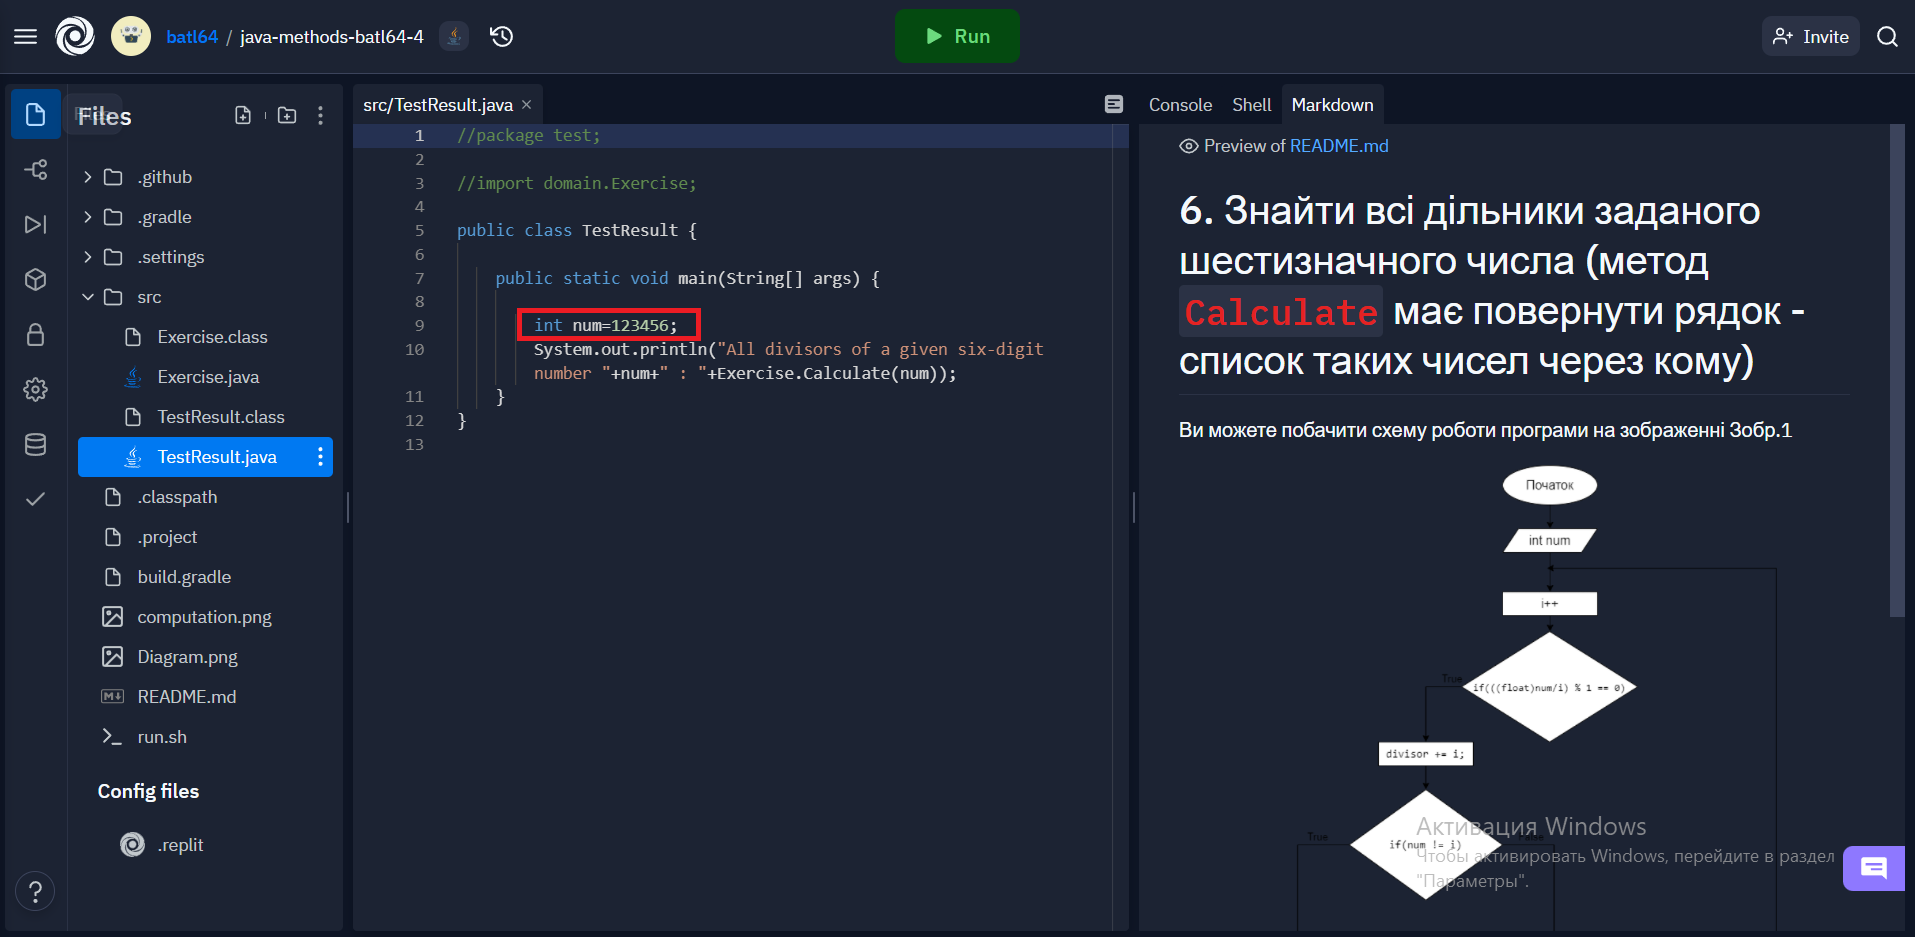 batl64 / java-methods-batl64-4
Run
Invite
Files
.github
.gradle
.settings
src
Exercise.class
Exercise.java
TestResult.class
TestResult.java
.classpath
.project
build.gradle
computation.png
Diagram.png
README.md
run.sh
Config files
.replit
src/TestResult.java
1 //package test;
2
3 //import domain.Exercise;
4
5 public class TestResult {
6
7 public static void main(String[] args) {
8
9 int num=123456;
10 System.out.println("All divisors of a given six-digit
number "+num+" : "+Exercise.Calculate(num));
11 }
12 }
13
Console Shell Markdown
Preview of README.md
6. Знайти всі дільники заданого
шестизначного числа (метод
Calculate має повернути рядок -
список таких чисел через кому)
Ви можете побачити схему роботи програми на зображенні Зобр.1
Початок
int num
i++
True
if(((float)num/i) % 1 == 0)
divisor += i;
True
if(num != i)
Активация Windows
Чтобы активировать Windows, перейдите в раздел
"Параметры".